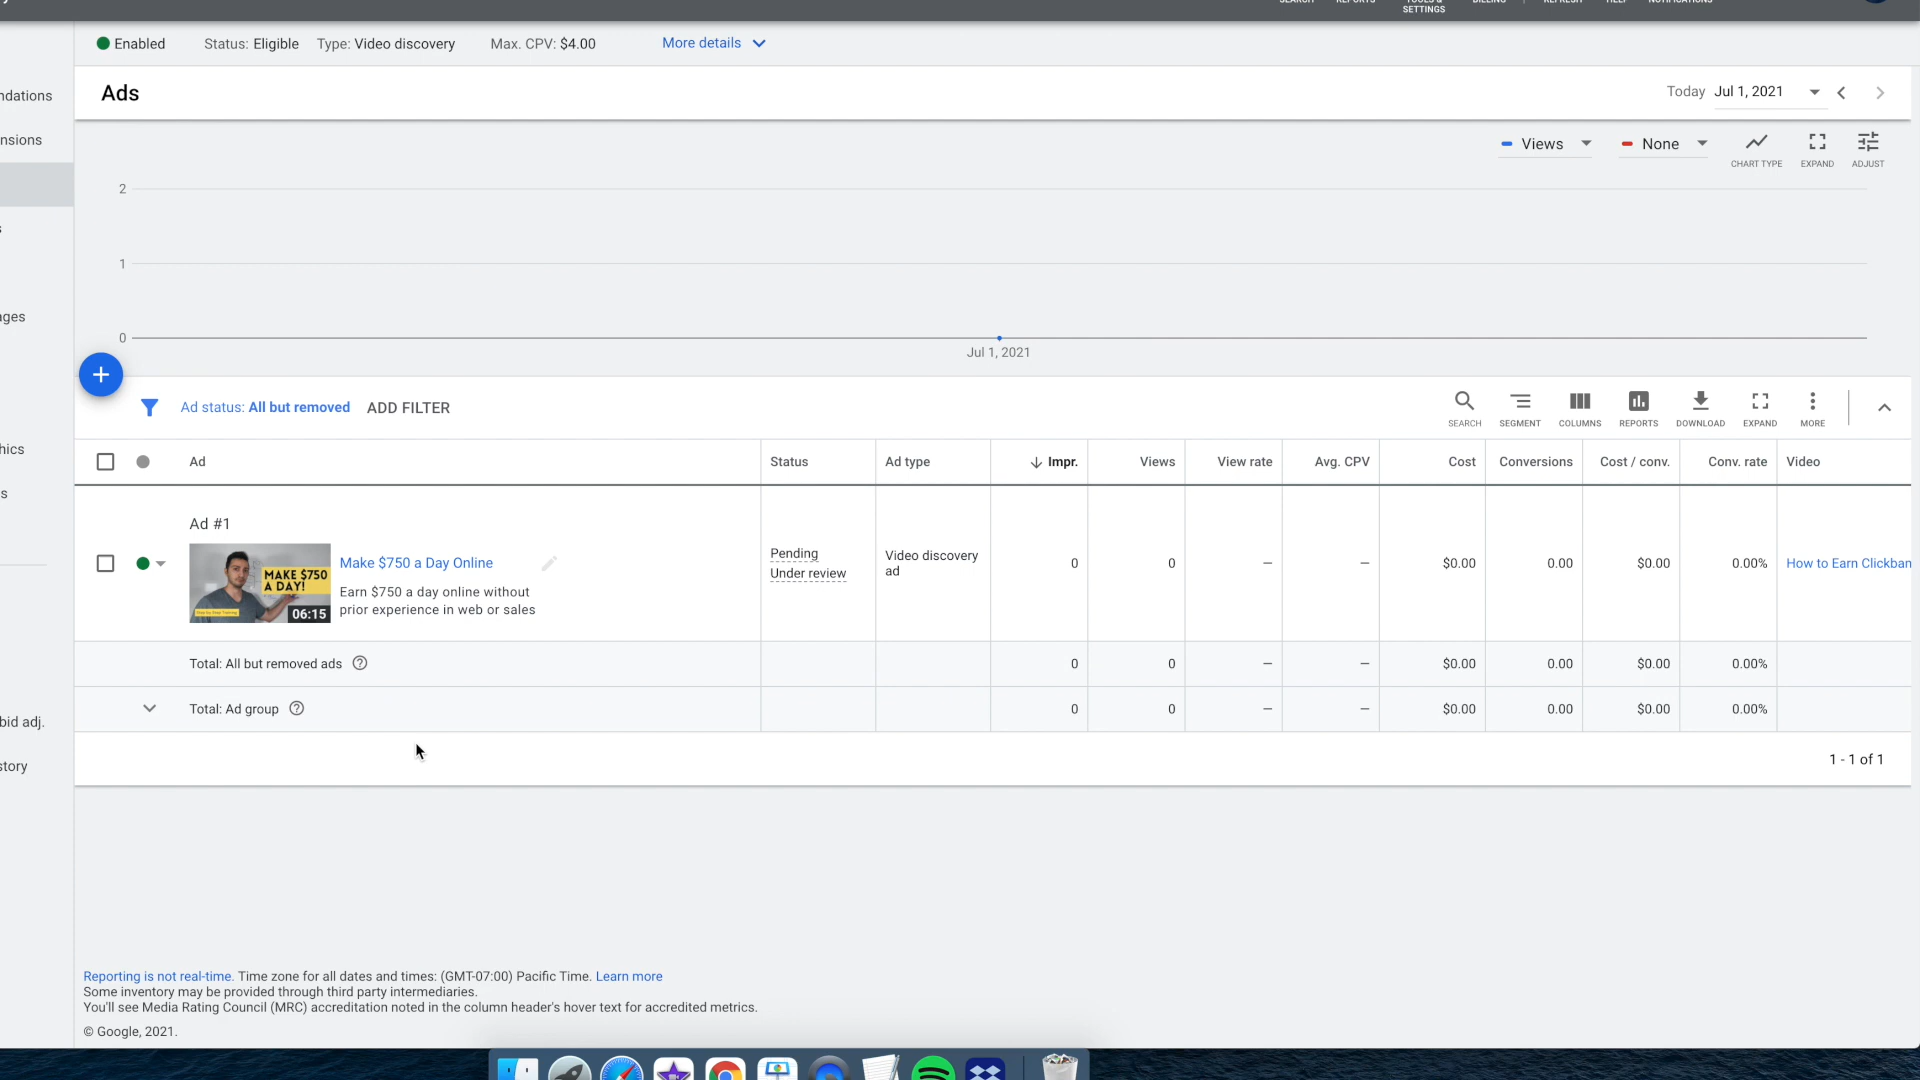 SETTINGS
Enabled Status: Eligible Type: Video discovery Max. CPV: $4.00 More details
ndations
Ads
Today Jul 1, 2021
nsions
Views None
CHART TYPE EXPAND ADJUST
2
1
0
Jul 1, 2021
ages
Ad status: All but removed ADD FILTER
SEARCH SEGMENT COLUMNS REPORTS DOWNLOAD EXPAND MORE
hics
s
Ad Status Ad type Impr. Views View rate Avg. CPV Cost Conversions Cost / conv. Conv. rate Video
Ad #1
MAKE $750
A DAY!
06:15
Make $750 a Day Online
Earn $750 a day online without
prior experience in web or sales
Pending
Under review
Video discovery
ad
0 0 – – $0.00 0.00 $0.00 0.00% How to Earn Clickban
Total: All but removed ads 0 0 – – $0.00 0.00 $0.00 0.00%
Total: Ad group 0 0 – – $0.00 0.00 $0.00 0.00%
bid adj.
story
1 - 1 of 1
Reporting is not real-time. Time zone for all dates and times: (GMT-07:00) Pacific Time. Learn more
Some inventory may be provided through third party intermediaries.
You'll see Media Rating Council (MRC) accreditation noted in the column header's hover text for accredited metrics.
© Google, 2021.